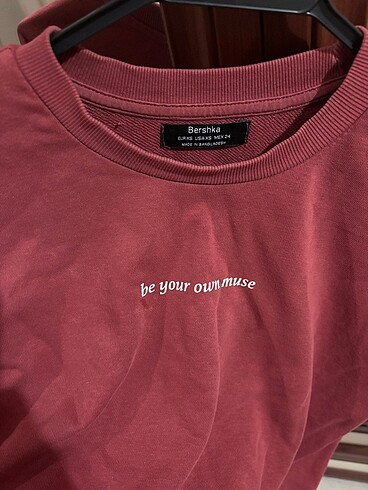 Bershka
EUR XS USA XS MEX 24
MADE IN BANGLADESH
be your own muse